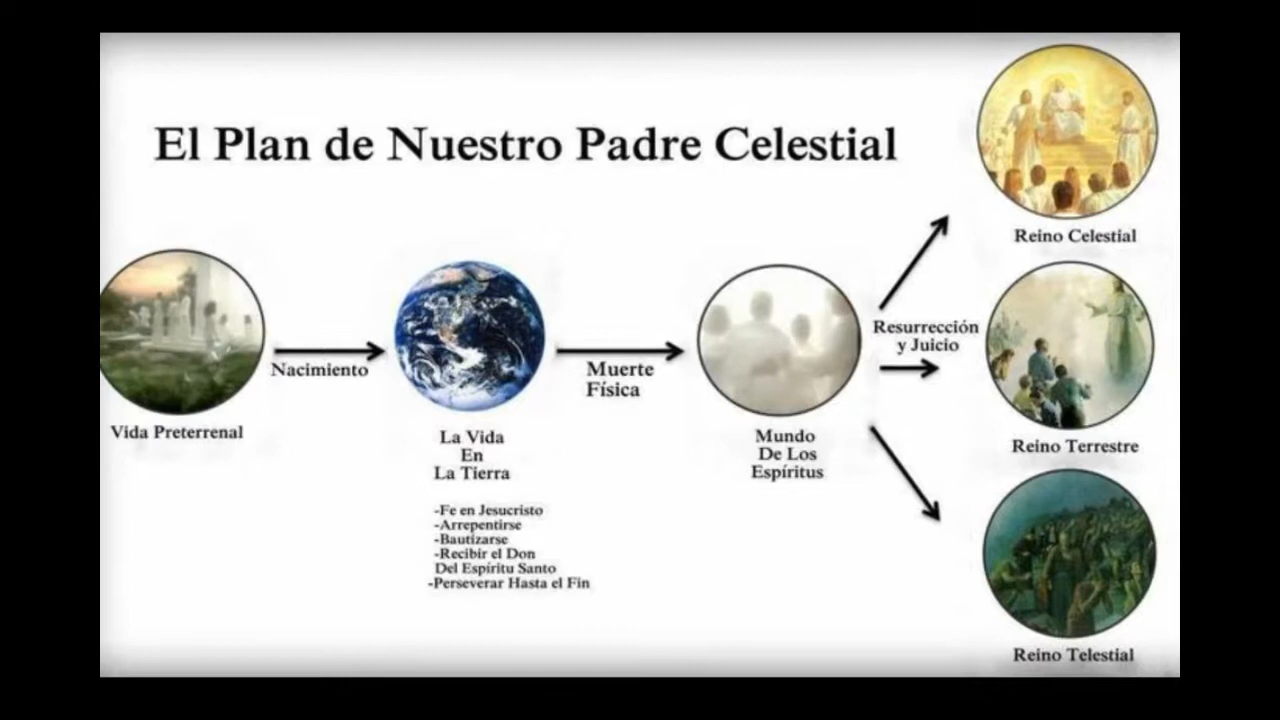 El Plan de Nuestro Padre Celestial
Reino Celestial
Nacimiento
Muerte
Física
Resurrección
y Juicio
Vida Preterrenal
La Vida
En
La Tierra
Mundo
De Los
Espíritus
Reino Terrestre
-Fe en Jesucristo
-Arrepentirse
-Bautizarse
-Recibir el Don
Del Espíritu Santo
-Perseverar Hasta el Fin
Reino Telestial